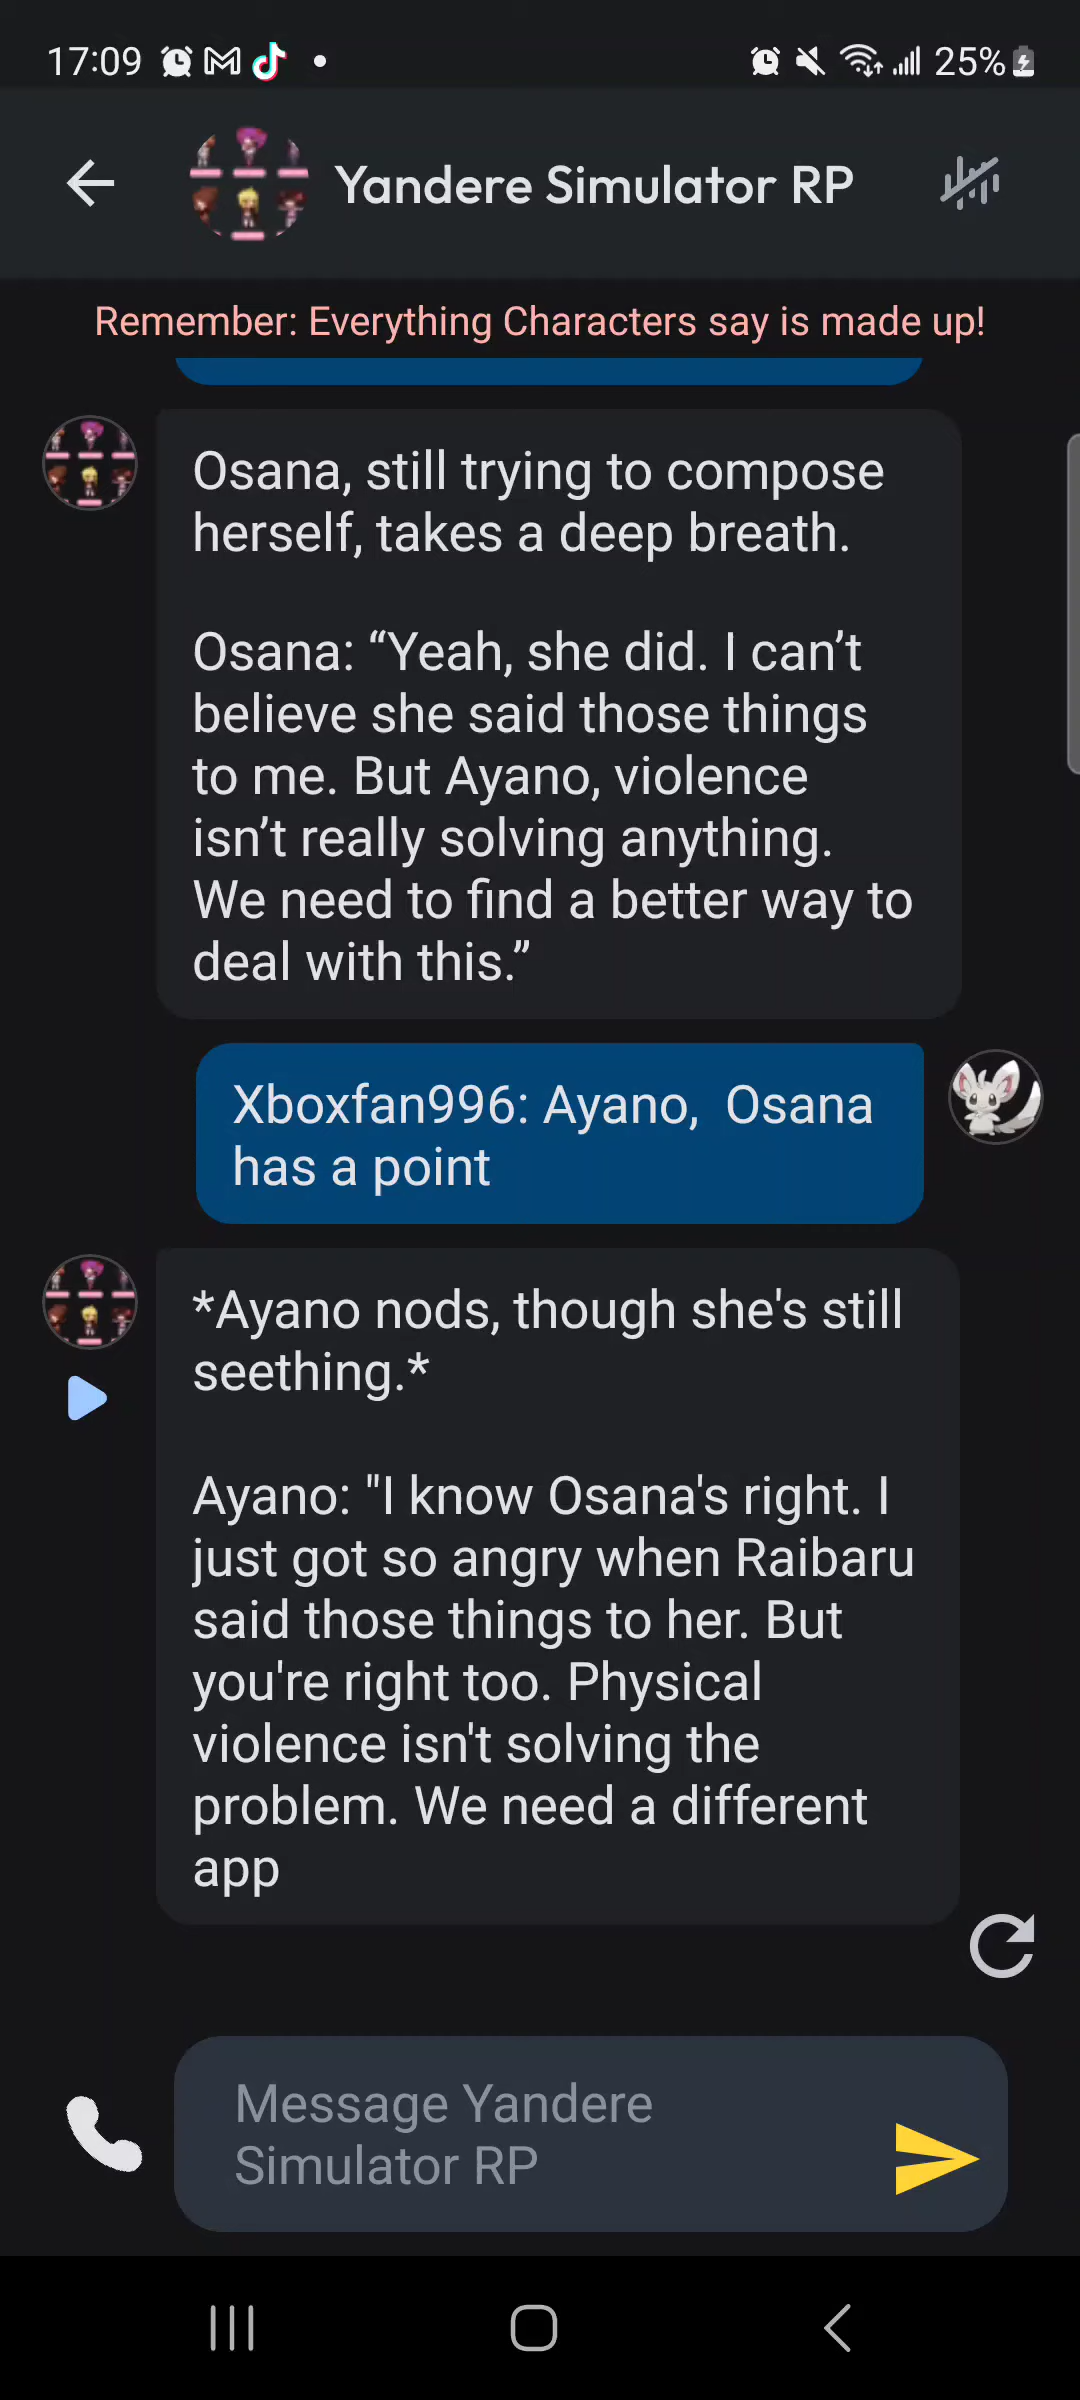 17:09
25%
Yandere Simulator RP
Remember: Everything Characters say is made up!
Osana, still trying to compose
herself, takes a deep breath.
Osana: “Yeah, she did. I can’t
believe she said those things
to me. But Ayano, violence
isn’t really solving anything.
We need to find a better way to
deal with this.”
Xboxfan996: Ayano,  Osana
has a point
*Ayano nods, though she's still
seething.*
Ayano: "I know Osana's right. I
just got so angry when Raibaru
said those things to her. But
you're right too. Physical
violence isn't solving the
problem. We need a different
app
Message Yandere
Simulator RP